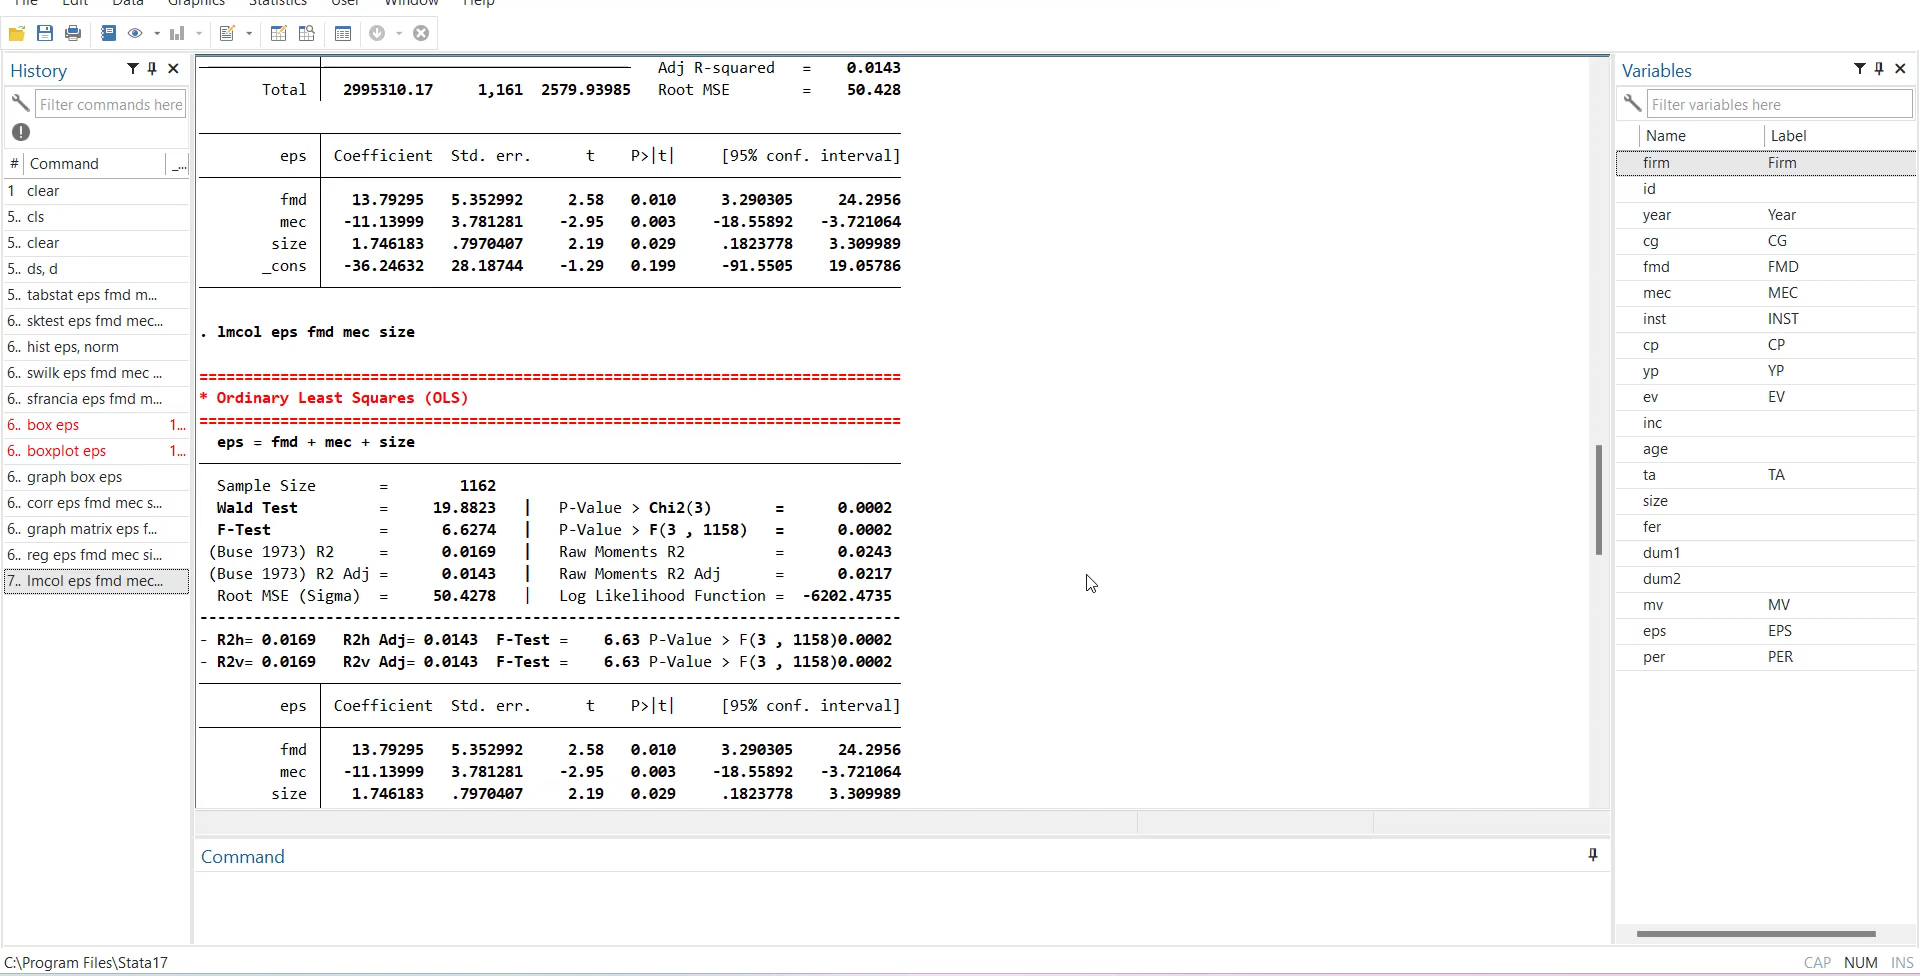 File Edit Data Graphics Statistics User Window Help
History
Filter commands here
# Command _...
1 clear
5.. cls
5.. clear
5.. ds, d
5.. tabstat eps fmd m...
6.. sktest eps fmd mec...
6.. hist eps, norm
6.. swilk eps fmd mec ...
6.. sfrancia eps fmd m...
6.. box eps 1...
6.. boxplot eps 1...
6.. graph box eps
6.. corr eps fmd mec s...
6.. graph matrix eps f...
6.. reg eps fmd mec si...
7.. lmcol eps fmd mec...
Adj R-squared = 0.0143
Total 2995310.17 1,161 2579.93985 Root MSE = 50.428
eps Coefficient Std. err. t P>|t| [95% conf. interval]
fmd 13.79295 5.352992 2.58 0.010 3.290305 24.2956
mec -11.13999 3.781281 -2.95 0.003 -18.55892 -3.721064
size 1.746183 .7970407 2.19 0.029 .1823778 3.309989
_cons -36.24632 28.18744 -1.29 0.199 -91.5505 19.05786
. lmcol eps fmd mec size
==============================================================================
* Ordinary Least Squares (OLS)
==============================================================================
eps = fmd + mec + size
Sample Size = 1162
Wald Test = 19.8823 | P-Value > Chi2(3) = 0.0002
F-Test = 6.6274 | P-Value > F(3 , 1158) = 0.0002
(Buse 1973) R2 = 0.0169 | Raw Moments R2 = 0.0243
(Buse 1973) R2 Adj = 0.0143 | Raw Moments R2 Adj = 0.0217
Root MSE (Sigma) = 50.4278 | Log Likelihood Function = -6202.4735
------------------------------------------------------------------------------
- R2h= 0.0169 R2h Adj= 0.0143 F-Test = 6.63 P-Value > F(3 , 1158)0.0002
- R2v= 0.0169 R2v Adj= 0.0143 F-Test = 6.63 P-Value > F(3 , 1158)0.0002
eps Coefficient Std. err. t P>|t| [95% conf. interval]
fmd 13.79295 5.352992 2.58 0.010 3.290305 24.2956
mec -11.13999 3.781281 -2.95 0.003 -18.55892 -3.721064
size 1.746183 .7970407 2.19 0.029 .1823778 3.309989
Command
Variables
Filter variables here
Name Label
firm Firm
id
year Year
cg CG
fmd FMD
mec MEC
inst INST
cp CP
yp YP
ev EV
inc
age
ta TA
size
fer
dum1
dum2
mv MV
eps EPS
per PER
C:\Program Files\Stata17
CAP NUM INS